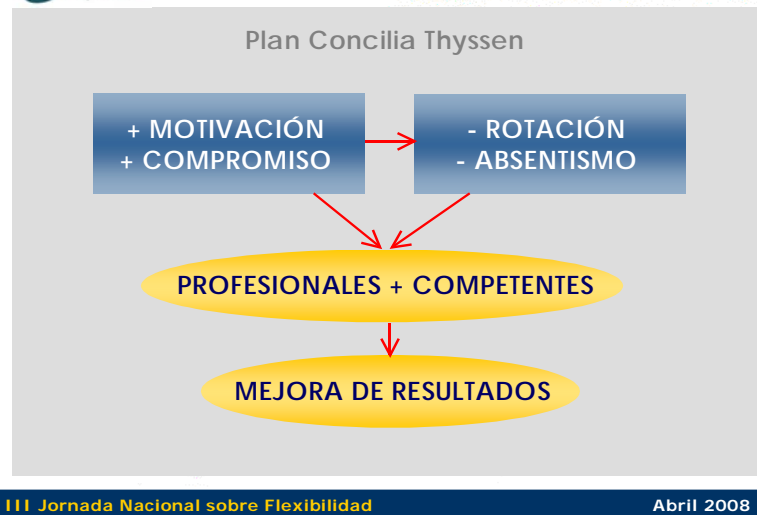 Plan Concilia Thyssen
+ MOTIVACIÓN
+ COMPROMISO
- ROTACIÓN
- ABSENTISMO
PROFESIONALES + COMPETENTES
MEJORA DE RESULTADOS
III Jornada Nacional sobre Flexibilidad
Abril 2008